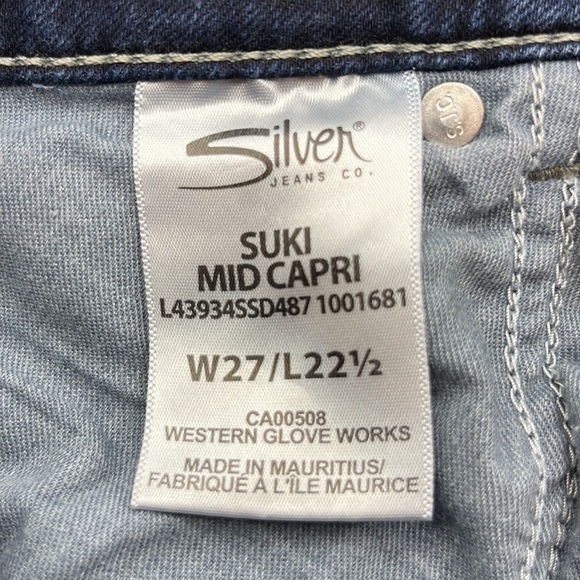 Silver®
JEANS CO.
SUKI
MID CAPRI
L43934SSD487 1001681
W27/L22½
CA00508
WESTERN GLOVE WORKS
MADE IN MAURITIUS/
FABRIQUÉ À L'ÎLE MAURICE